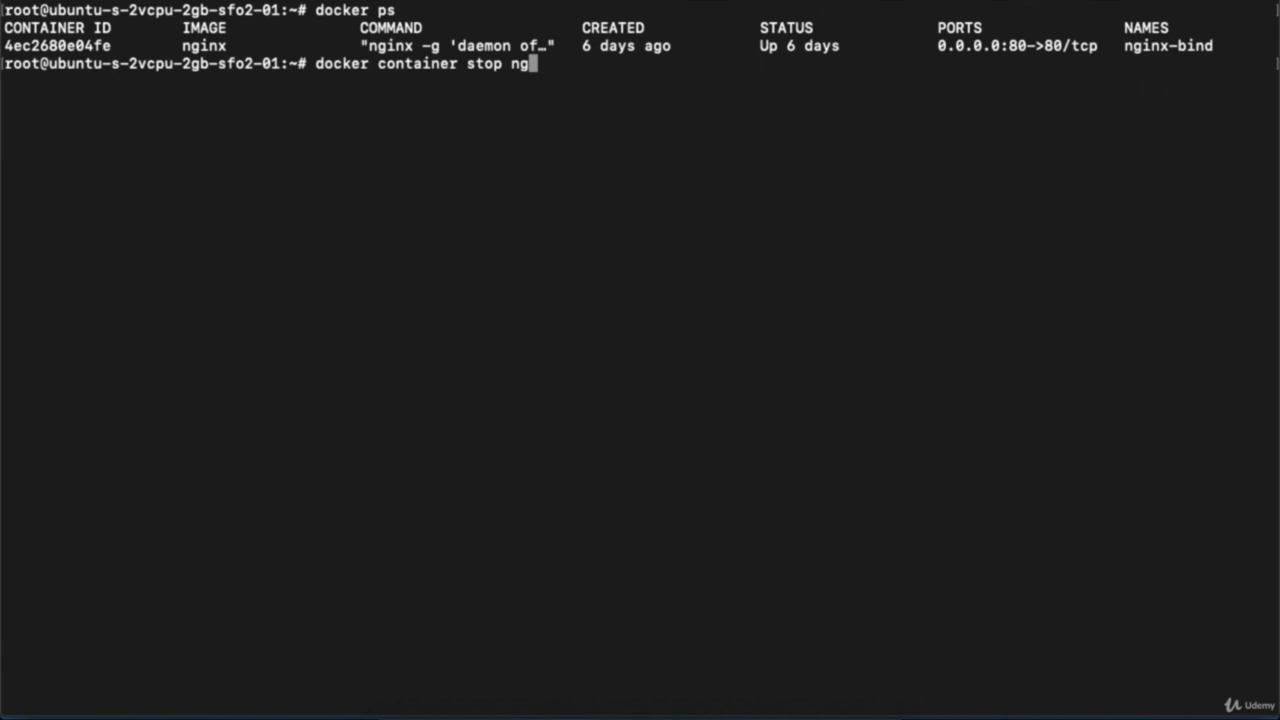 root@ubuntu-s-2vcpu-2gb-sfo2-01:~# docker ps
CONTAINER ID IMAGE COMMAND CREATED STATUS PORTS NAMES
4ec2680e04fe nginx "nginx -g 'daemon of…" 6 days ago Up 6 days 0.0.0.0:80->80/tcp nginx-bind
root@ubuntu-s-2vcpu-2gb-sfo2-01:~# docker container stop ng
Udemy